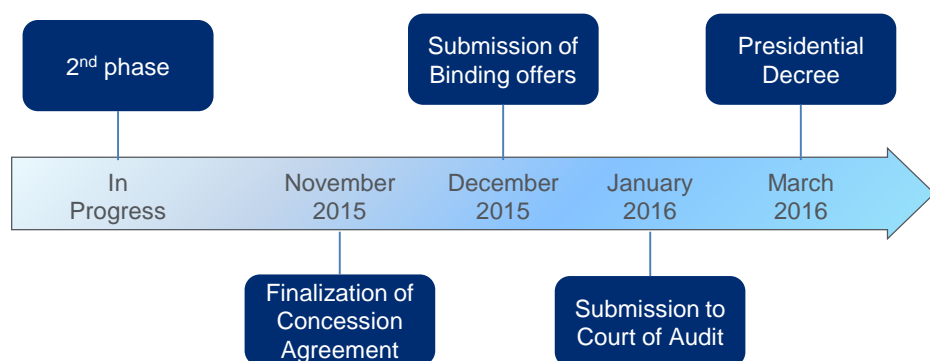 2nd phase
Submission of
Binding offers
Presidential
Decree
In
Progress
November
2015
December
2015
January
2016
March
2016
Finalization of
Concession
Agreement
Submission to
Court of Audit